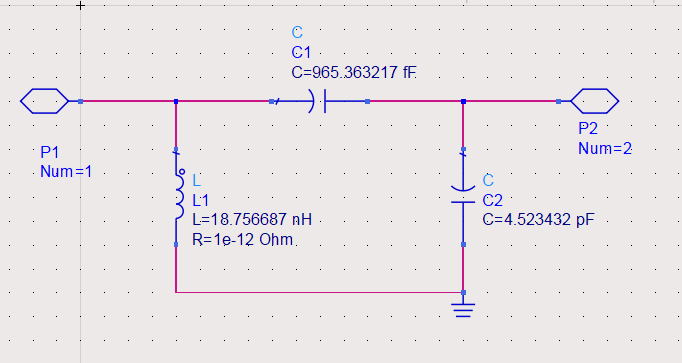 C
C1
C=965.363217 fF
P1
Num=1
L
L1
L=18.756687 nH
R=1e-12 Ohm
C
C2
C=4.523432 pF
P2
Num=2